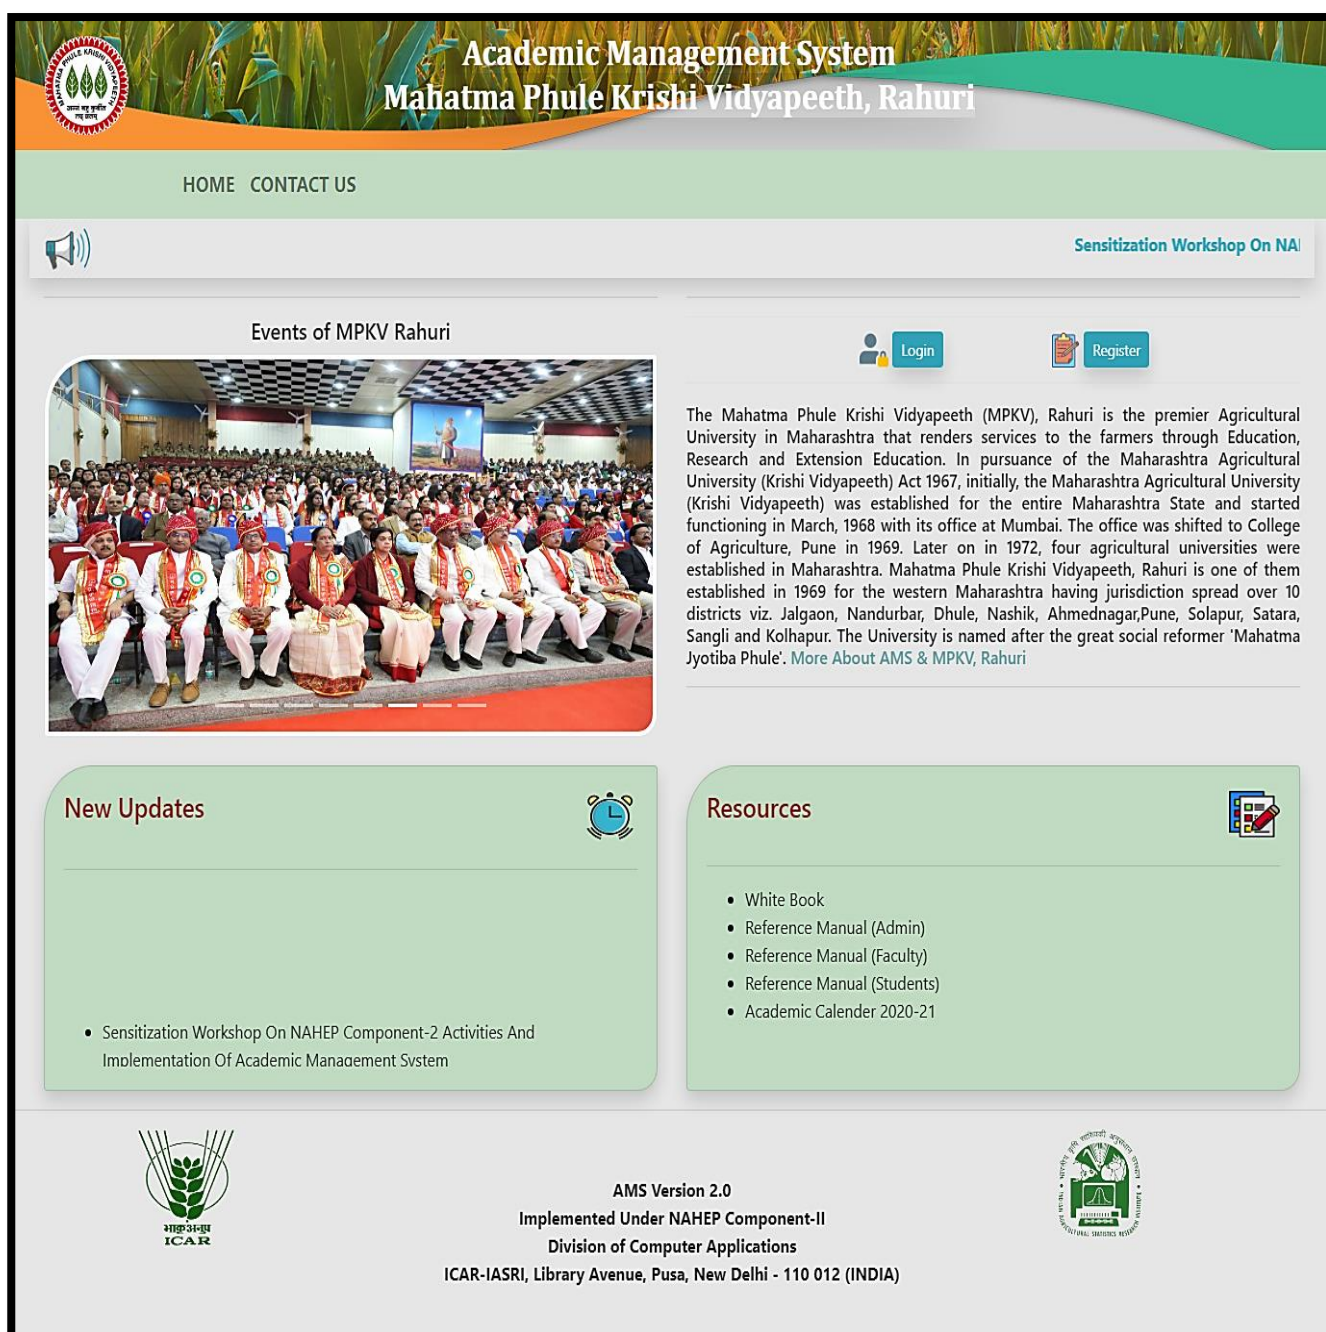 Academic Management System
Mahatma Phule Krishi Vidyapeeth, Rahuri
MAHATMA PHULE KRISHI VIDYAPEETH
HOME CONTACT US
Sensitization Workshop On
Events of MPKV Rahuri
Login
Register
The Mahatma Phule Krishi Vidyapeeth (MPKV), Rahuri is the premier Agricultural
University in Maharashtra that renders services to the farmers through Education,
Research and Extension Education. In pursuance of the Maharashtra Agricultural
University (Krishi Vidyapeeth) Act 1967, initially, the Maharashtra Agricultural University
(Krishi Vidyapeeth) was established for the entire Maharashtra State and started
functioning in March, 1968 with its office at Mumbai. The office was shifted to College
of Agriculture, Pune in 1969. Later on in 1972, four agricultural universities were
established in Maharashtra. Mahatma Phule Krishi Vidyapeeth, Rahuri is one of them
established in 1969 for the western Maharashtra having jurisdiction spread over 10
districts viz. Jalgaon, Nandurbar, Dhule, Nashik, Ahmednagar,Pune, Solapur, Satara,
Sangli and Kolhapur. The University is named after the great social reformer 'Mahatma
Jyotiba Phule'. More About AMS & MPKV, Rahuri
New Updates
Sensitization Workshop On NAHEP Component-2 Activities And
Implementation Of Academic Management System
Resources
White Book
Reference Manual (Admin)
Reference Manual (Faculty)
Reference Manual (Students)
Academic Calender 2020-21
भाकृअनुप
ICAR
AMS Version 2.0
Implemented Under NAHEP Component-II
Division of Computer Applications
ICAR-IASRI, Library Avenue, Pusa, New Delhi - 110 012 (INDIA)